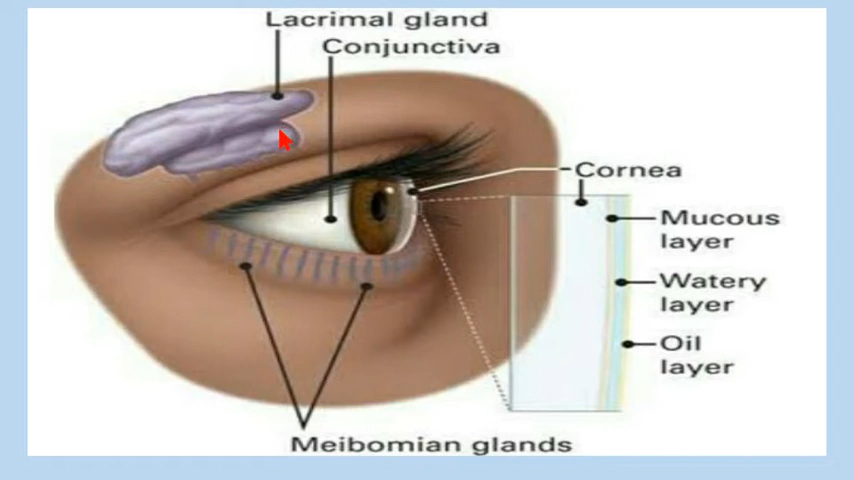 Lacrimal gland
Conjunctiva
Cornea
Mucous
layer
Watery
layer
Oil
layer
Meibomian glands